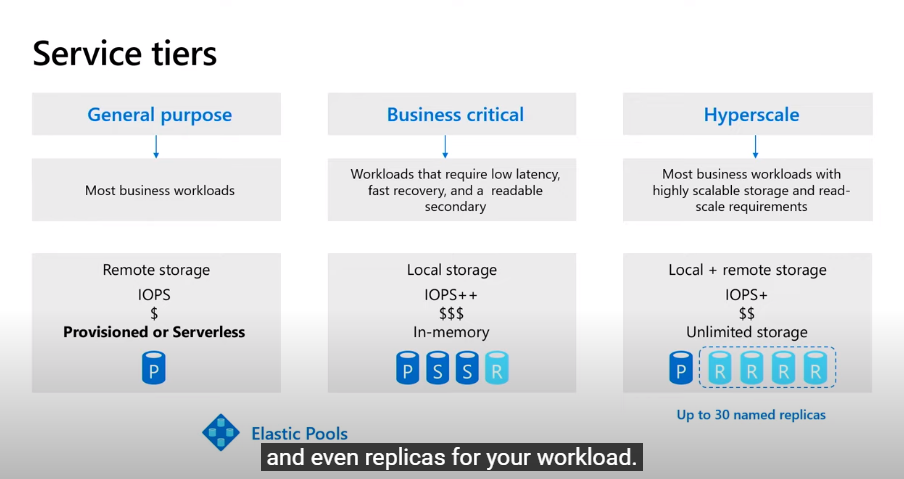 Service tiers
General purpose
Business critical
Hyperscale
Most business workloads
Workloads that require low latency,
fast recovery, and a readable
secondary
Most business workloads with
highly scalable storage and read-
scale requirements
Remote storage
IOPS
$
Provisioned or Serverless
P
Local storage
IOPS++
$$$
In-memory
P S S R
Local + remote storage
IOPS+
$$
Unlimited storage
P R R R R
Up to 30 named replicas
Elastic Pools
and even replicas for your workload.